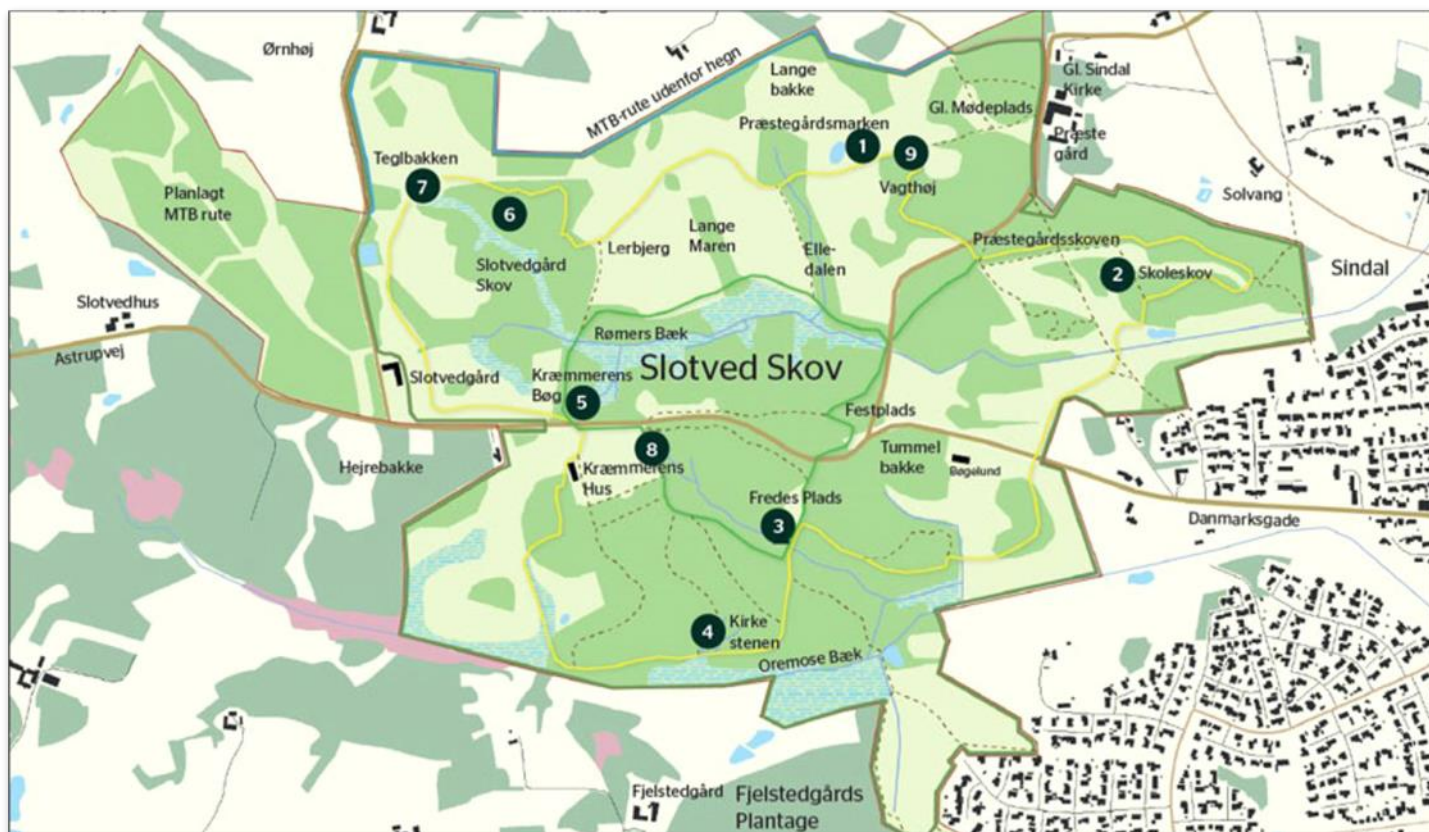 Ørnhøj
MTB-rute udenfor hegn
Lange
bakke
Gl. Sindal
Kirke
Gl. Mødeplads
Præstegårdsmarken
1
9
Præste
gård
Vagthøj
Teglbakken
7
6
Planlagt
MTB rute
Solvang
Lerbjerg
Lange
Maren
Elle-
dalen
Præstegårdsskoven
2
Skoleskov
Sindal
Slotvedgård
Skov
Slotvedhus
Rømers Bæk
Astrupvej
Slotved Skov
Slotvedgård
Kræmmerens
Bøg
5
Festplads
8
Hejrebakke
Kræmmerens
Hus
Tummel
bakke
Bøgelund
Fredes Plads
3
Danmarksgade
4
Kirke
stenen
Oremose Bæk
Fjelstedgård
Fjelstedgårds
Plantage